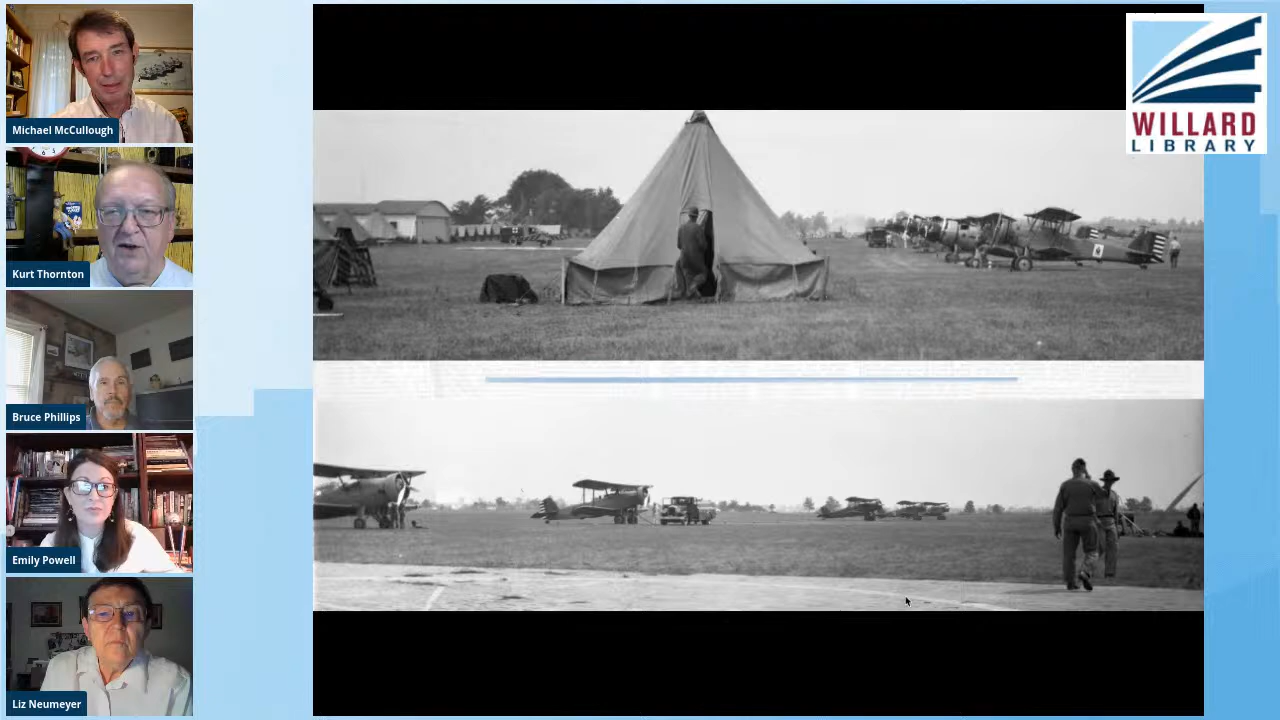 Michael McCullough
Kurt Thornton
Bruce Phillips
Emily Powell
Liz Neumeyer
WILLARD
LIBRARY